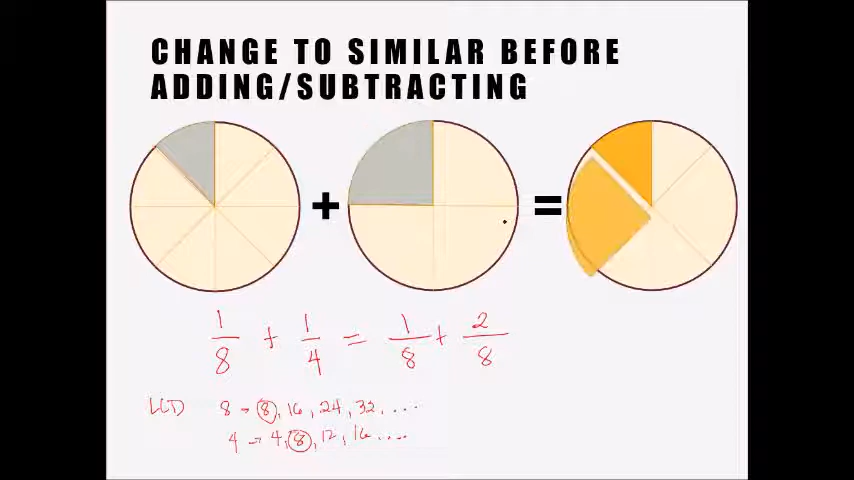 CHANGE TO SIMILAR BEFORE
ADDING/SUBTRACTING
+ =
1/8 + 1/4 = 1/8 + 2/8
LCD 8 → 8, 16, 24, 32, ....
4 → 4, 8, 12, 16 ....